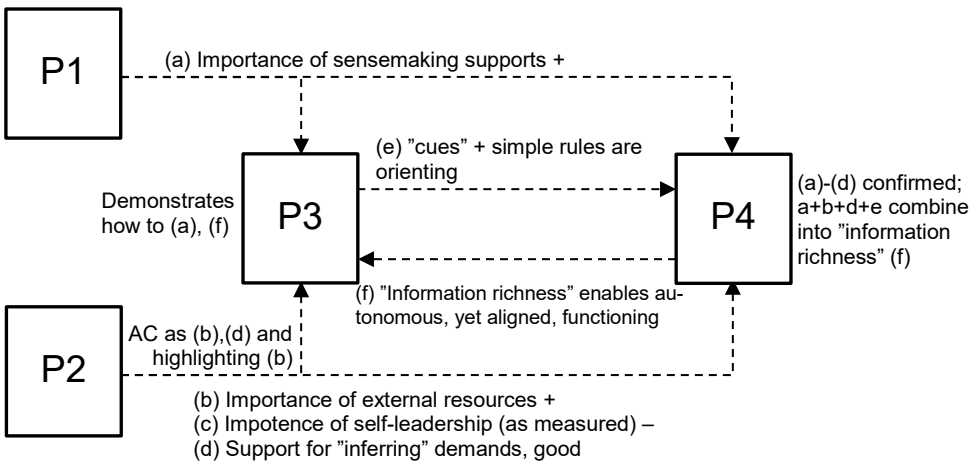 P1
(a) Importance of sensemaking supports +
(e) ”cues” + simple rules are
orienting
Demonstrates
how to (a), (f)
P3
P4
(a)-(d) confirmed;
a+b+d+e combine
into ”information
richness” (f)
(f) ”Information richness” enables au-
tonomous, yet aligned, functioning
AC as (b),(d) and
highlighting (b)
P2
(b) Importance of external resources +
(c) Impotence of self-leadership (as measured) –
(d) Support for ”inferring” demands, good